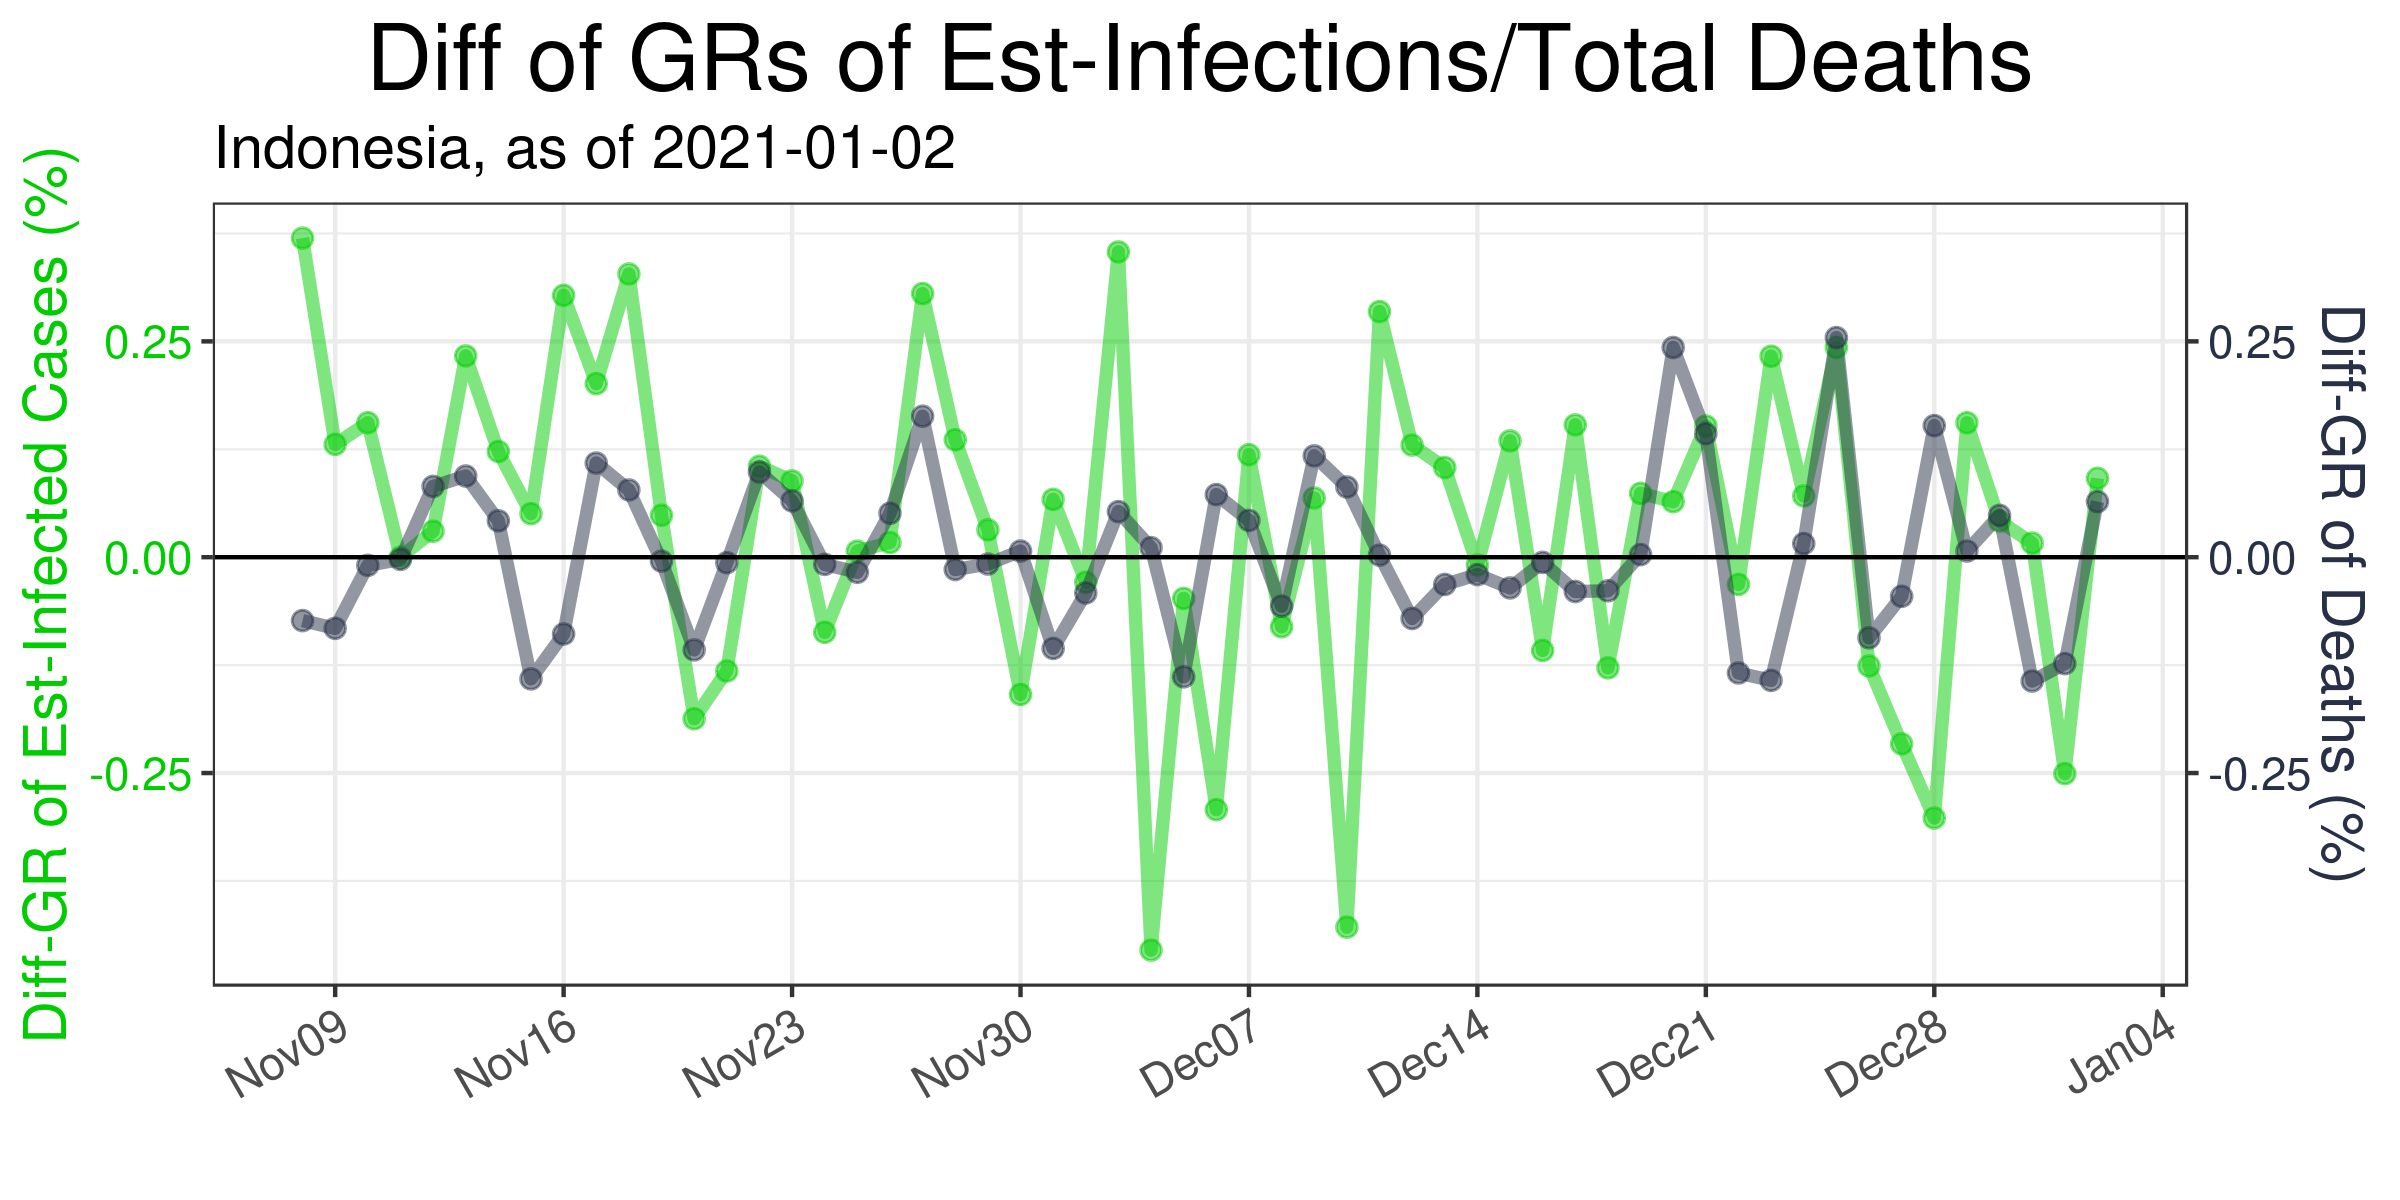 Diff of GRs of Est-Infections/Total Deaths
Indonesia, as of 2021-01-02
Diff-GR of Est-Infected Cases (%)
0.25
0.00
-0.25
0.25
0.00
-0.25
Diff-GR of Deaths (%)
Nov09
Nov16
Nov23
Nov30
Dec07
Dec14
Dec21
Dec28
Jan04